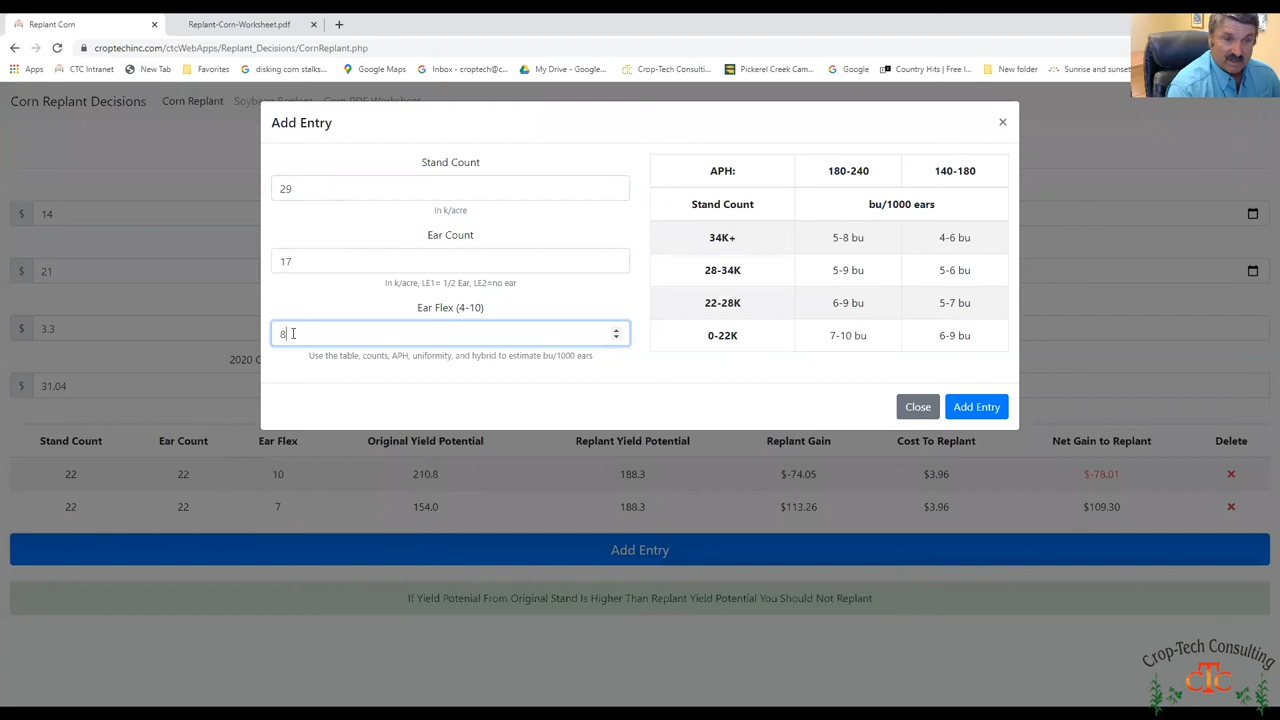 Replant Corn
Replant-Corn-Worksheet.pdf
croptechinc.com/ctcWebApps/Replant_Decisions/CornReplant.php
Apps CTC Intranet New Tab Favorites disking corn stalks... Google Maps Inbox - croptech@c... My Drive - Google... Crop-Tech Consulti... Pickerel Creek Cam... Google Country Hits | Free I... New folder Sunrise and sunset
Corn Replant Decisions Corn Replant Soybean Replant Corn PDF Worksheet
Add Entry ×
Stand Count
29
In k/acre
Ear Count
17
In k/acre, LE1= 1/2 Ear, LE2=no ear
Ear Flex (4-10)
8
Use the table, counts, APH, uniformity, and hybrid to estimate bu/1000 ears
APH: 180-240 140-180
Stand Count bu/1000 ears
34K+ 5-8 bu 4-6 bu
28-34K 5-9 bu 5-6 bu
22-28K 6-9 bu 5-7 bu
0-22K 7-10 bu 6-9 bu
Close Add Entry
$ 14
$ 21
$ 3.3
2020 C
$ 31.04
Stand Count Ear Count Ear Flex Original Yield Potential Replant Yield Potential Replant Gain Cost To Replant Net Gain to Replant Delete
22 22 10 210.8 188.3 $-74.05 $3.96 $-78.01 ×
22 22 7 154.0 188.3 $113.26 $3.96 $109.30 ×
Add Entry
If Yield Potenial From Original Stand Is Higher Than Replant Yield Potential You Should Not Replant
Crop-Tech Consulting
CTC